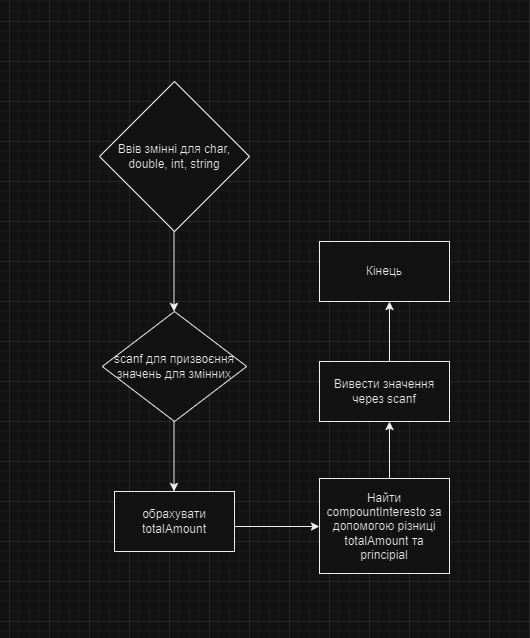 Ввів змінні для char,
double, int, string
scanf для призвоєння
значень для змінних
обрахувати
totalAmount
Найти
compountInteresto за
допомогою різниці
totalAmount та
principial
Вивести значення
через scanf
Кінець